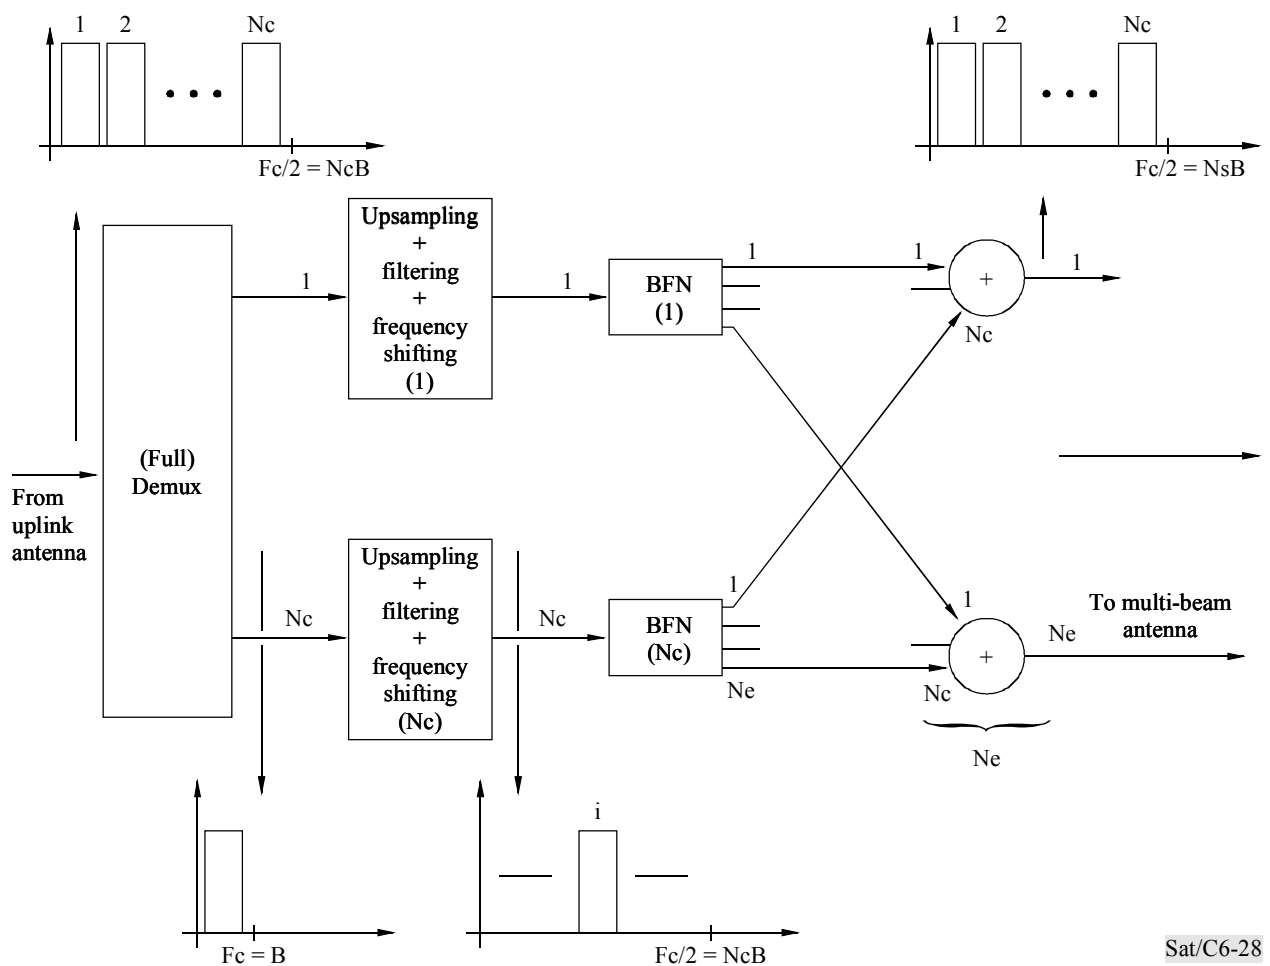 1 2 Nc
Fc/2 = NcB
1 2 Nc
Fc/2 = NsB
(Full)
Demux
From
uplink
antenna
1
Upsampling
+
filtering
+
frequency
shifting
(1)
1
BFN
(1)
1
1
+
Nc
1
Nc
Upsampling
+
filtering
+
frequency
shifting
(Nc)
Nc
BFN
(Nc)
1
Ne
1
+
Nc
Ne
To multi-beam
antenna
Ne
Fc = B
i
Fc/2 = NcB
Sat/C6-28